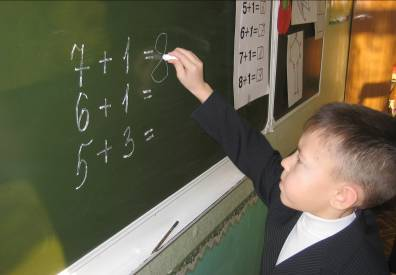 7 + 1 = 8
6 + 1 =
5 + 3 =
5+1=
6+1=
7+1=
8+1=